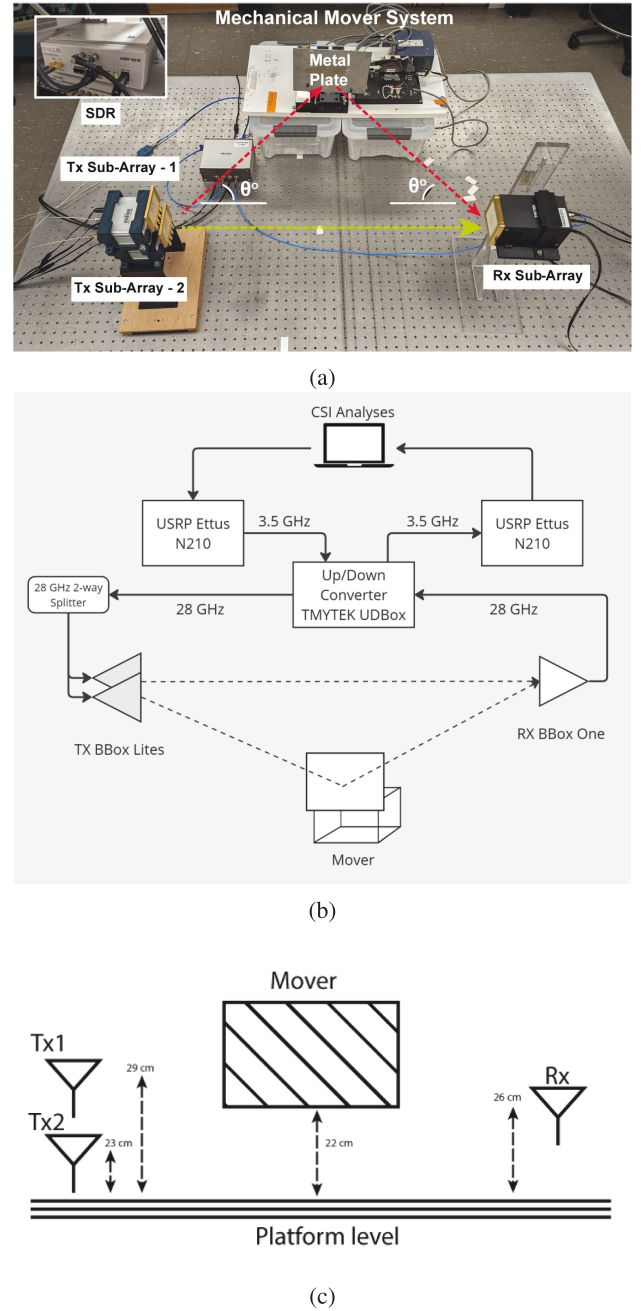 Mechanical Mover System
Metal
Plate
SDR
Tx Sub-Array - 1
θº
θº
Tx Sub-Array - 2
Rx Sub-Array
(a)
CSI Analyses
USRP Ettus
N210
3.5 GHz
3.5 GHz
USRP Ettus
N210
Up/Down
Converter
TMYTEK UDBox
28 GHz 2-way
Splitter
28 GHz
28 GHz
TX BBox Lites
RX BBox One
Mover
(b)
Mover
Tx1
29 cm
Rx
26 cm
Tx2
23 cm
22 cm
Platform level
(c)